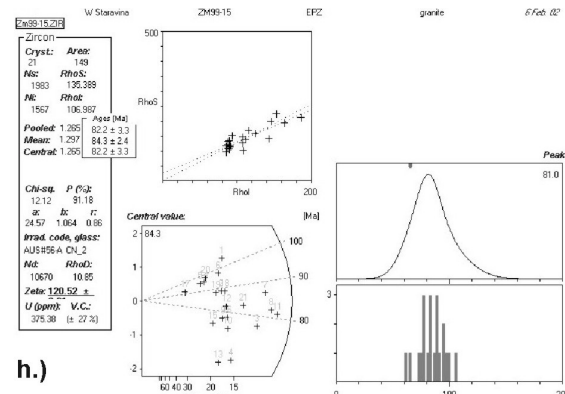 W Staravina ZM99-15 EPZ granite 6 Feb. 02
Zm99-15.ZIR
Zircon
Cryst.: Area:
21 149
Ns: RhoS:
1983 135.389
Ni: RhoI:
1567 106.987
Ages [Ma]
Pooled: 1.265 82.2 ± 3.3
Mean: 1.297 84.3 ± 2.4
Central: 1.265 82.2 ± 3.3
Chi-sq. P (%):
12.12 91.18
a: b: r:
24.57 1.064 0.86
Irrad. code, glass:
AUS#56-A CN_2
Nd: RhoD:
10670 10.85
Zeta: 120.52 ±
U (ppm): V.C.:
375.38 (± 27 %)
500
RhoS
RhoI 200
Central value: [Ma]
84.3
100
90
80
2
1
0
-1
-2
60 40 30 20 15
Peak
81.0
3
100
h.)